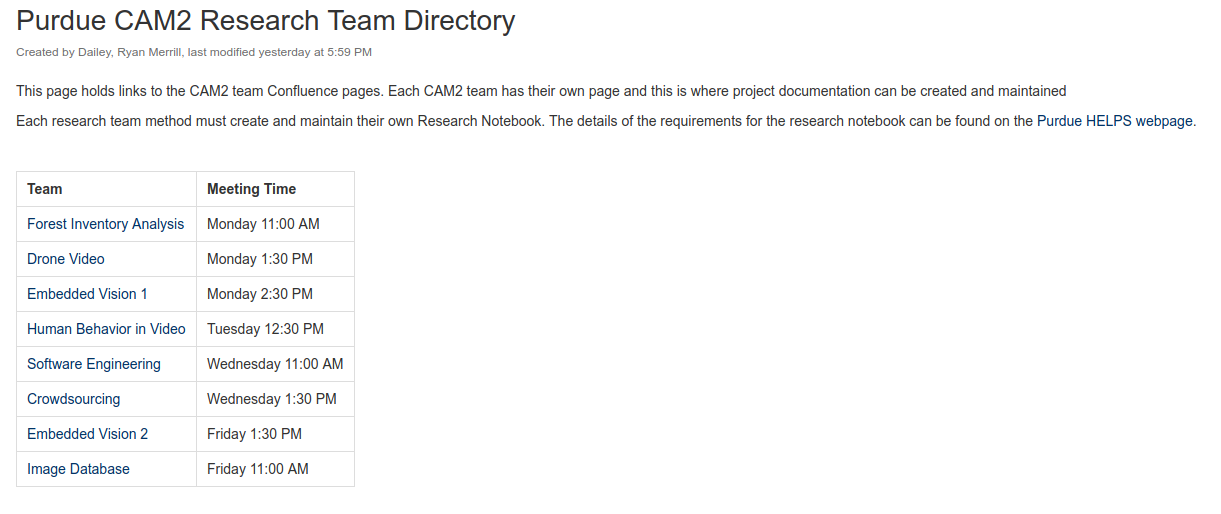 Purdue CAM2 Research Team Directory
Created by Dailey, Ryan Merrill, last modified yesterday at 5:59 PM
This page holds links to the CAM2 team Confluence pages. Each CAM2 team has their own page and this is where project documentation can be created and maintained
Each research team method must create and maintain their own Research Notebook. The details of the requirements for the research notebook can be found on the Purdue HELPS webpage.
Team Meeting Time
Forest Inventory Analysis Monday 11:00 AM
Drone Video Monday 1:30 PM
Embedded Vision 1 Monday 2:30 PM
Human Behavior in Video Tuesday 12:30 PM
Software Engineering Wednesday 11:00 AM
Crowdsourcing Wednesday 1:30 PM
Embedded Vision 2 Friday 1:30 PM
Image Database Friday 11:00 AM